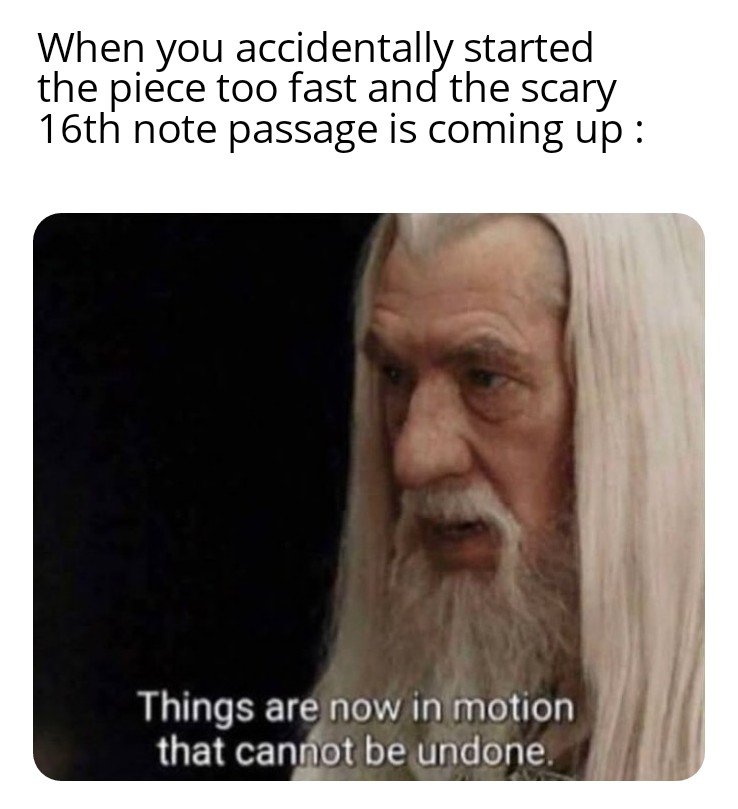 When you accidentally started
the piece too fast and the scary
16th note passage is coming up :
Things are now in motion
that cannot be undone.